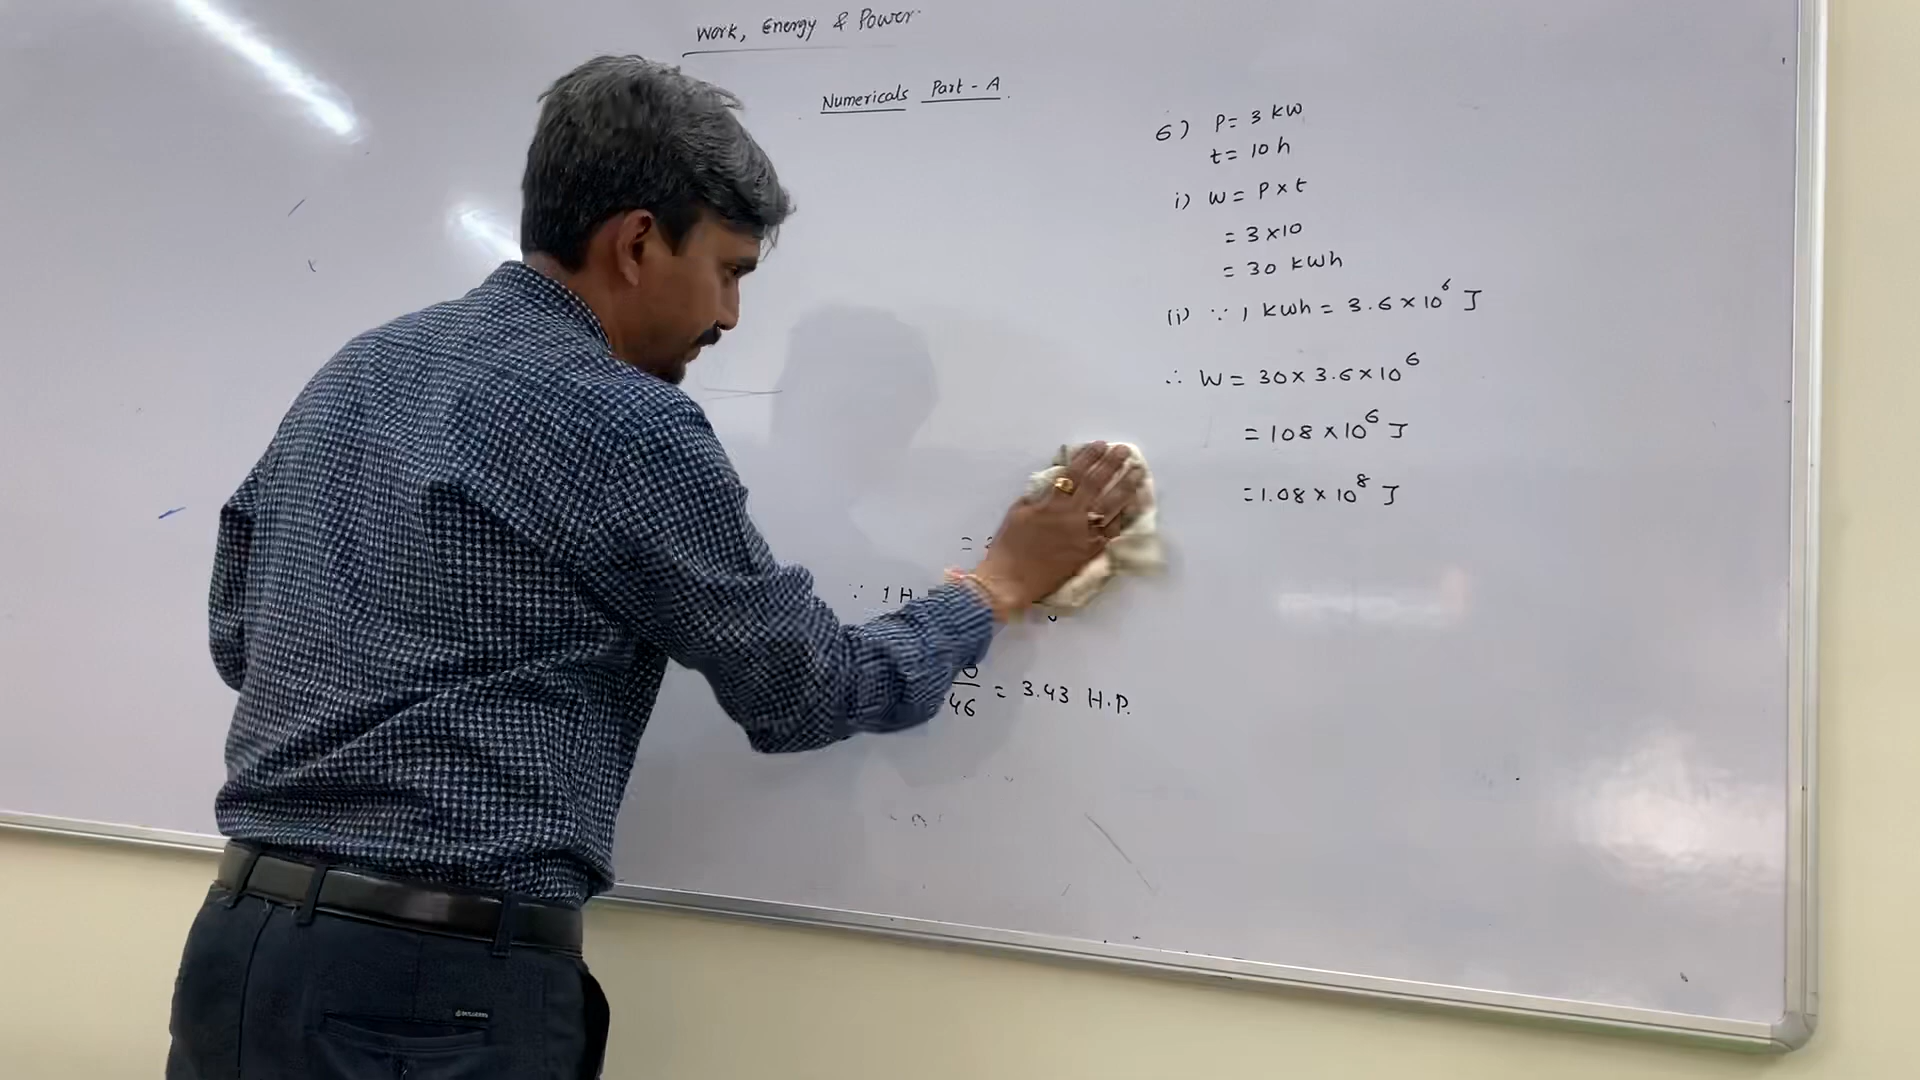 Work, Energy & Power.
Numericals Part - A.
= 2
∵ 1 H.
46 = 3.43 H.P.
6) P = 3 kW
t = 10 h
i) W = P × t
= 3 × 10
= 30 kWh
(i) ∵ 1 kWh = 3.6 × 10⁶ J
∴ W = 30 × 3.6 × 10⁶
= 108 × 10⁶ J
= 1.08 × 10⁸ J